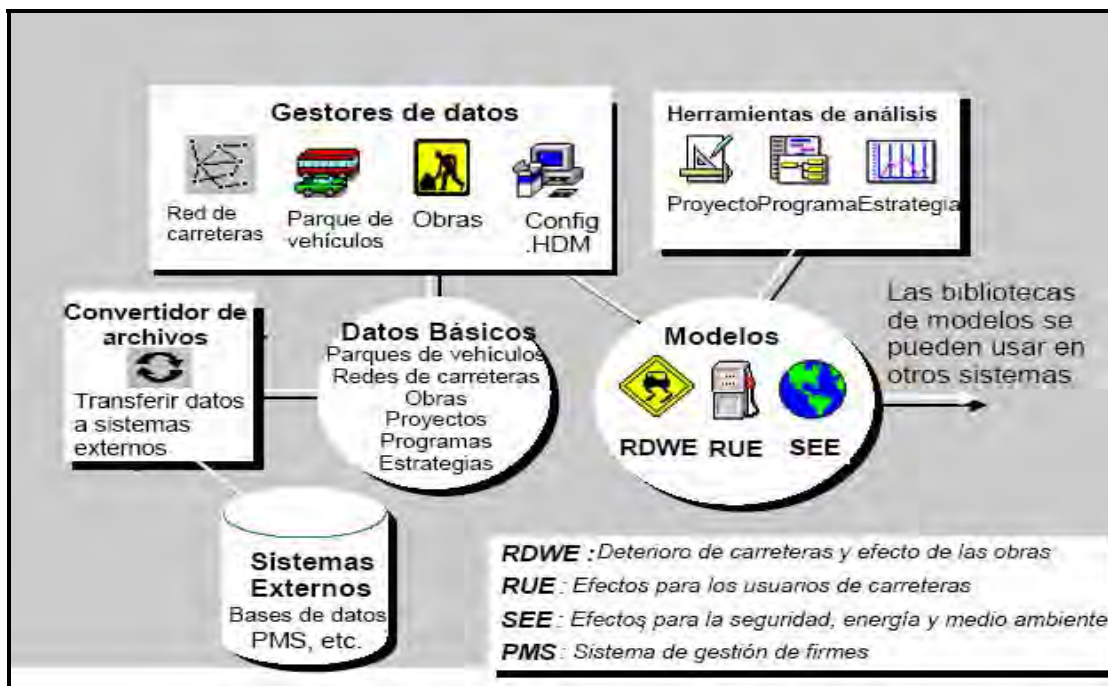 Gestores de datos
Red de
carreteras
Parque de
vehículos
Obras
Config
.HDM
Herramientas de análisis
Proyecto
Programa
Estrategia
Convertidor de
archivos
Transferir datos
a sistemas
externos
Datos Básicos
Parques de vehiculos
Redes de carreteras
Obras
Proyectos
Programas
Estrategias
Modelos
RDWE
RUE
SEE
Las bibliotecas
de modelos se
pueden usar en
otros sistemas
Sistemas
Externos
Bases de datos
PMS, etc.
RDWE : Deterioro de carreteras y efecto de las obras
RUE : Efectos para los usuarios de carreteras
SEE : Efectos para la seguridad, energía y medio ambiente
PMS : Sistema de gestión de firmes